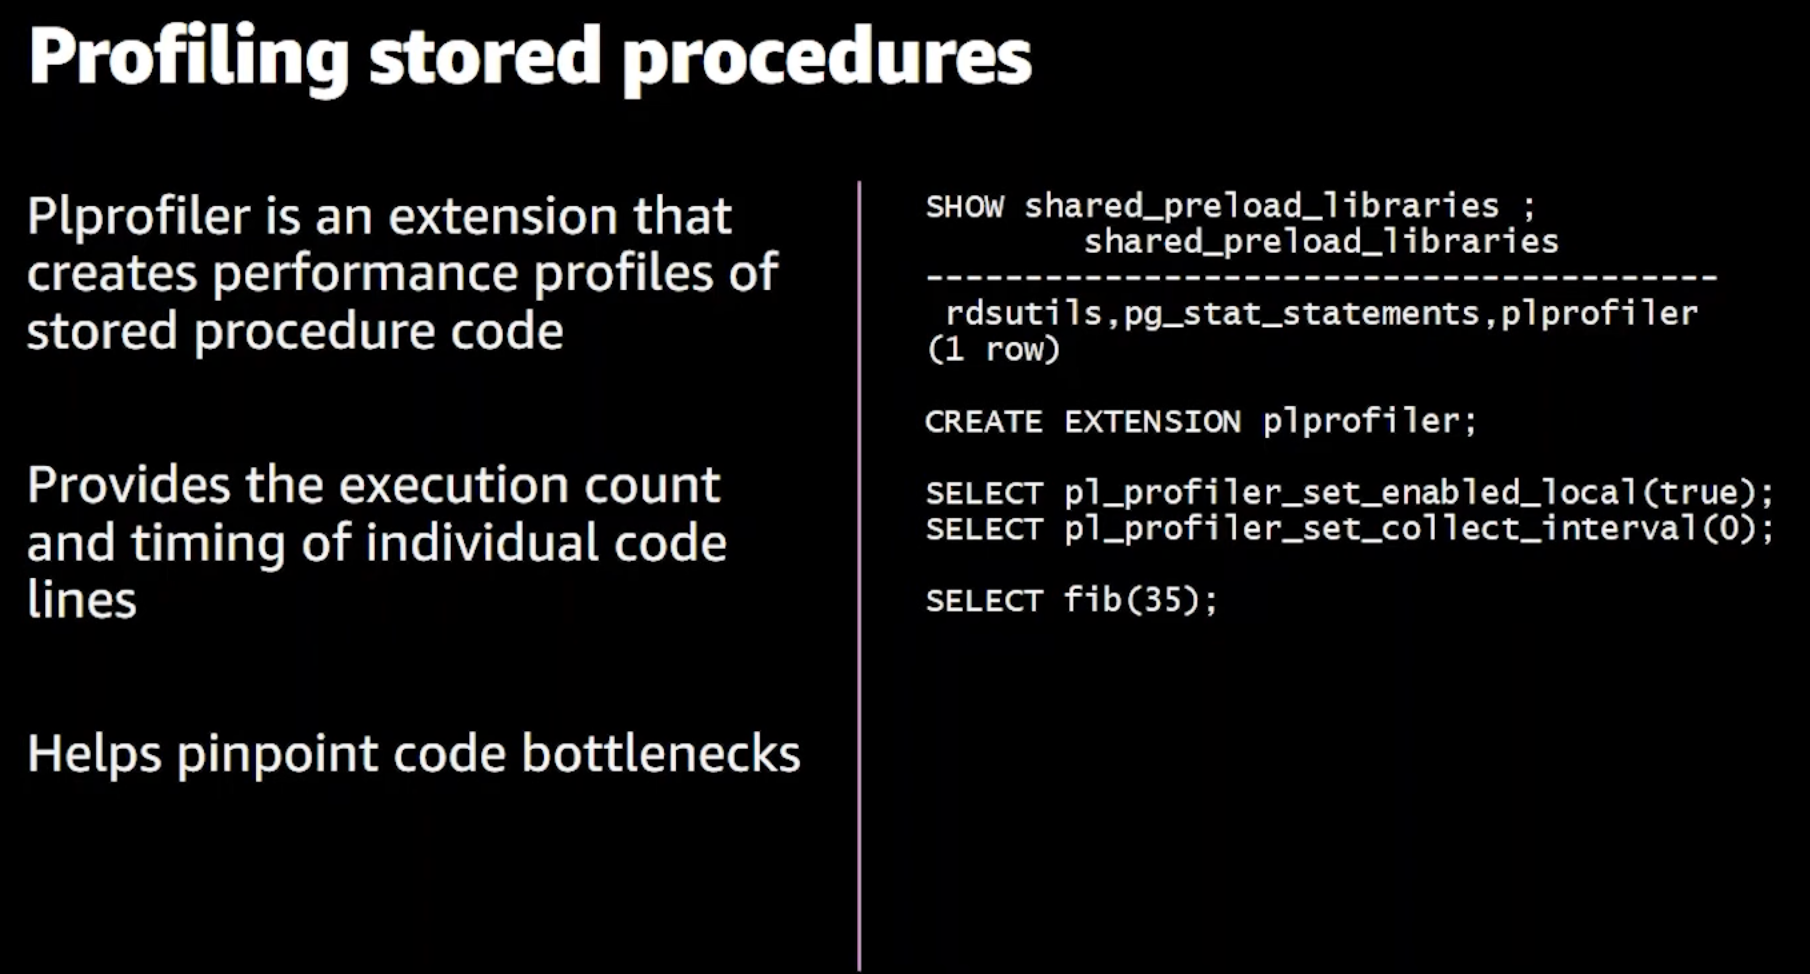 Profiling stored procedures
Plprofiler is an extension that
creates performance profiles of
stored procedure code
Provides the execution count
and timing of individual code
lines
Helps pinpoint code bottlenecks
SHOW shared_preload_libraries ;
shared_preload_libraries
----------------------------------------
rdsutils,pg_stat_statements,plprofiler
(1 row)
CREATE EXTENSION plprofiler;
SELECT pl_profiler_set_enabled_local(true);
SELECT pl_profiler_set_collect_interval(0);
SELECT fib(35);